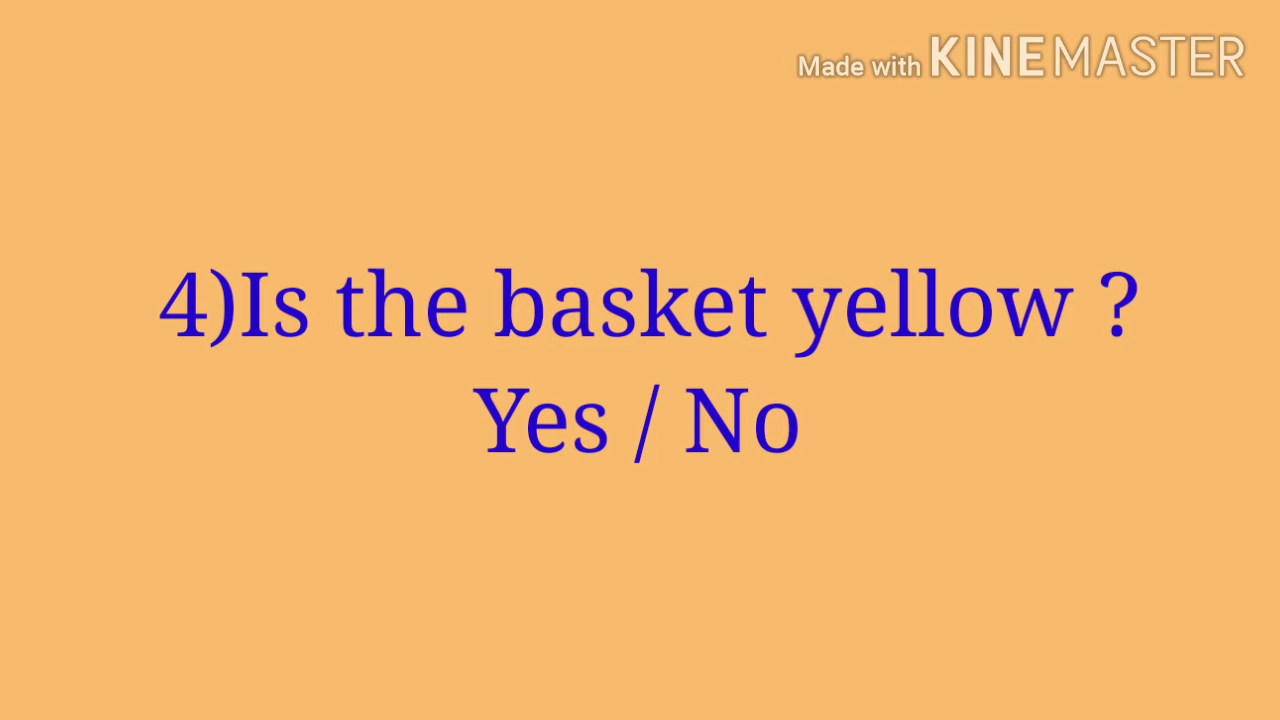 Made with KINEMASTER
4)Is the basket yellow ?
Yes / No